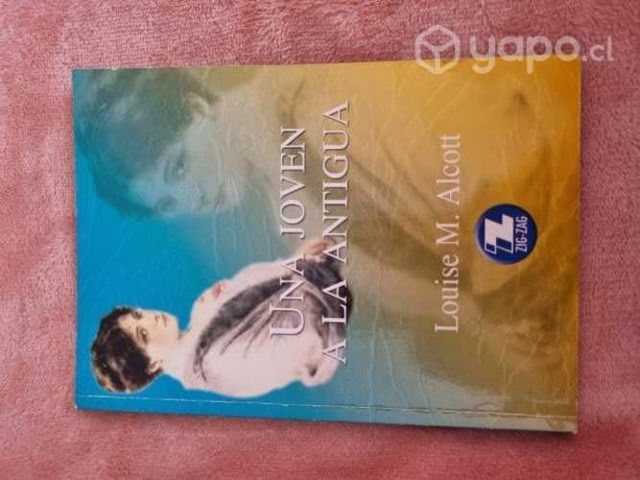 yapo.cl
UNA JOVEN
A LA ANTIGUA
Louise M. Alcott
ZIG-ZAG